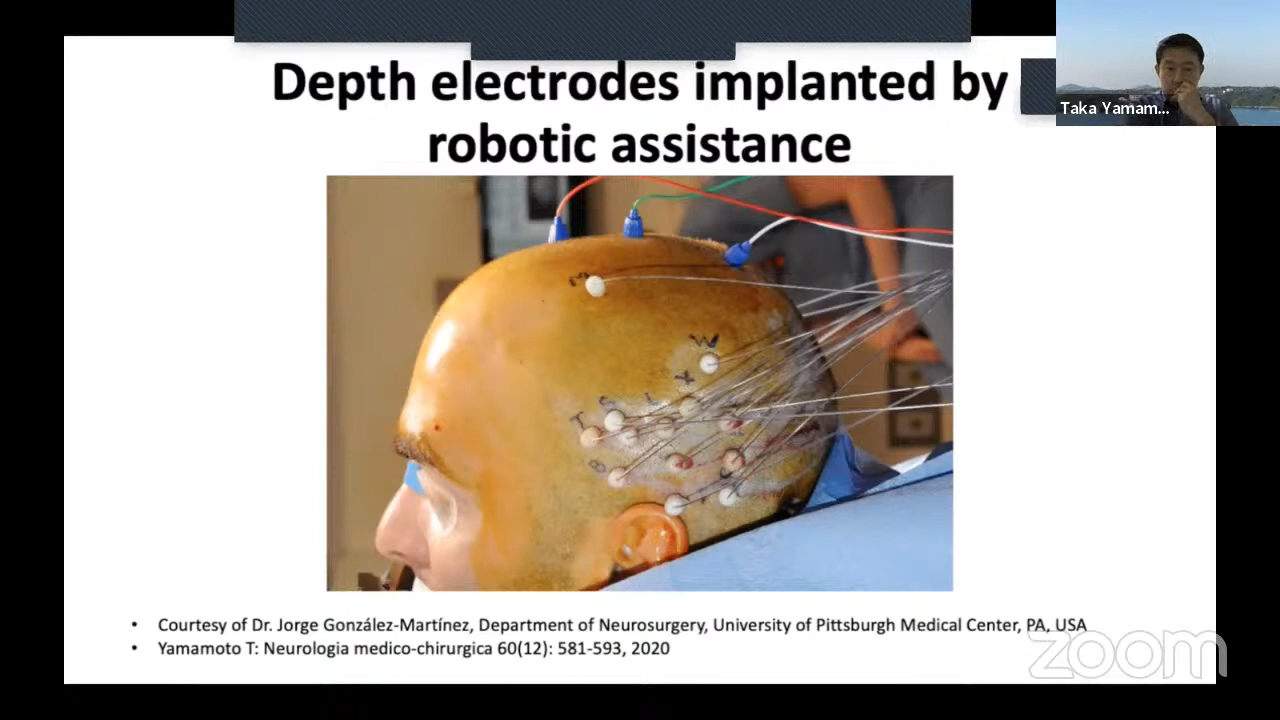 Depth electrodes implanted by
robotic assistance
Taka Yamam...
M
W
X
T
S
L
B
• Courtesy of Dr. Jorge González-Martínez, Department of Neurosurgery, University of Pittsburgh Medical Center, PA, USA
• Yamamoto T: Neurologia medico-chirurgica 60(12): 581-593, 2020
zoom